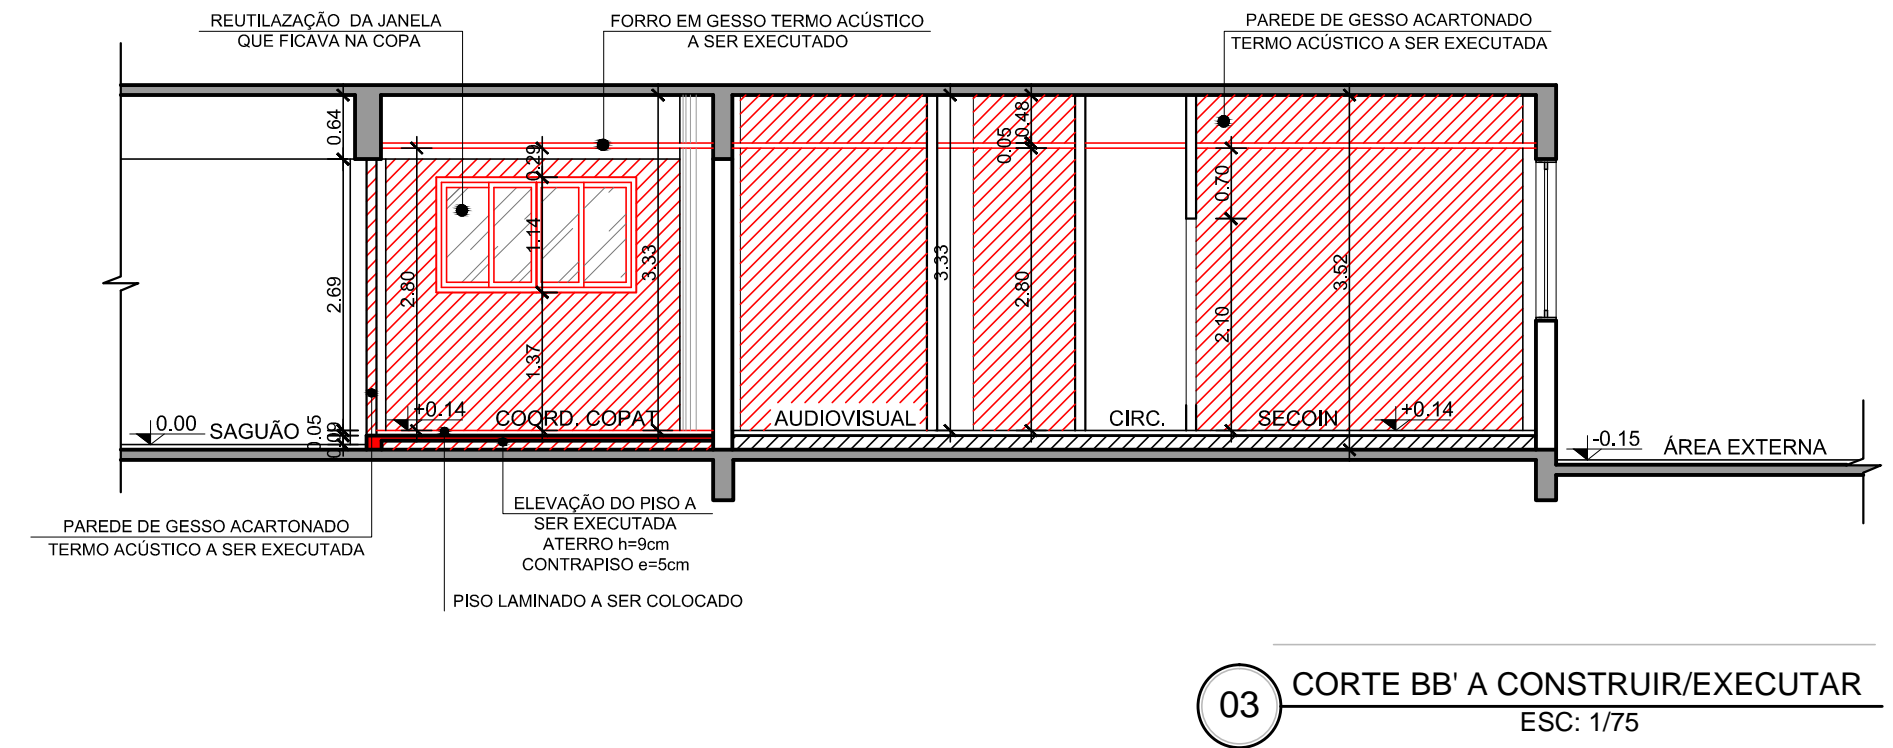 REUTILAZAÇÃO DA JANELA
QUE FICAVA NA COPA
FORRO EM GESSO TERMO ACÚSTICO
A SER EXECUTADO
PAREDE DE GESSO ACARTONADO
TERMO ACÚSTICO A SER EXECUTADA
0.64
0.29
0.05
0.48
0.70
2.69
2.80
1.14
3.33
3.33
2.80
3.52
2.10
1.37
0.00
SAGUÃO
0.05
0.09
+0.14
COORD. COPAT
AUDIOVISUAL
CIRC.
SECOIN
+0.14
-0.15
ÁREA EXTERNA
PAREDE DE GESSO ACARTONADO
TERMO ACÚSTICO A SER EXECUTADA
ELEVAÇÃO DO PISO A
SER EXECUTADA
ATERRO h=9cm
CONTRAPISO e=5cm
PISO LAMINADO A SER COLOCADO
03
CORTE BB' A CONSTRUIR/EXECUTAR
ESC: 1/75